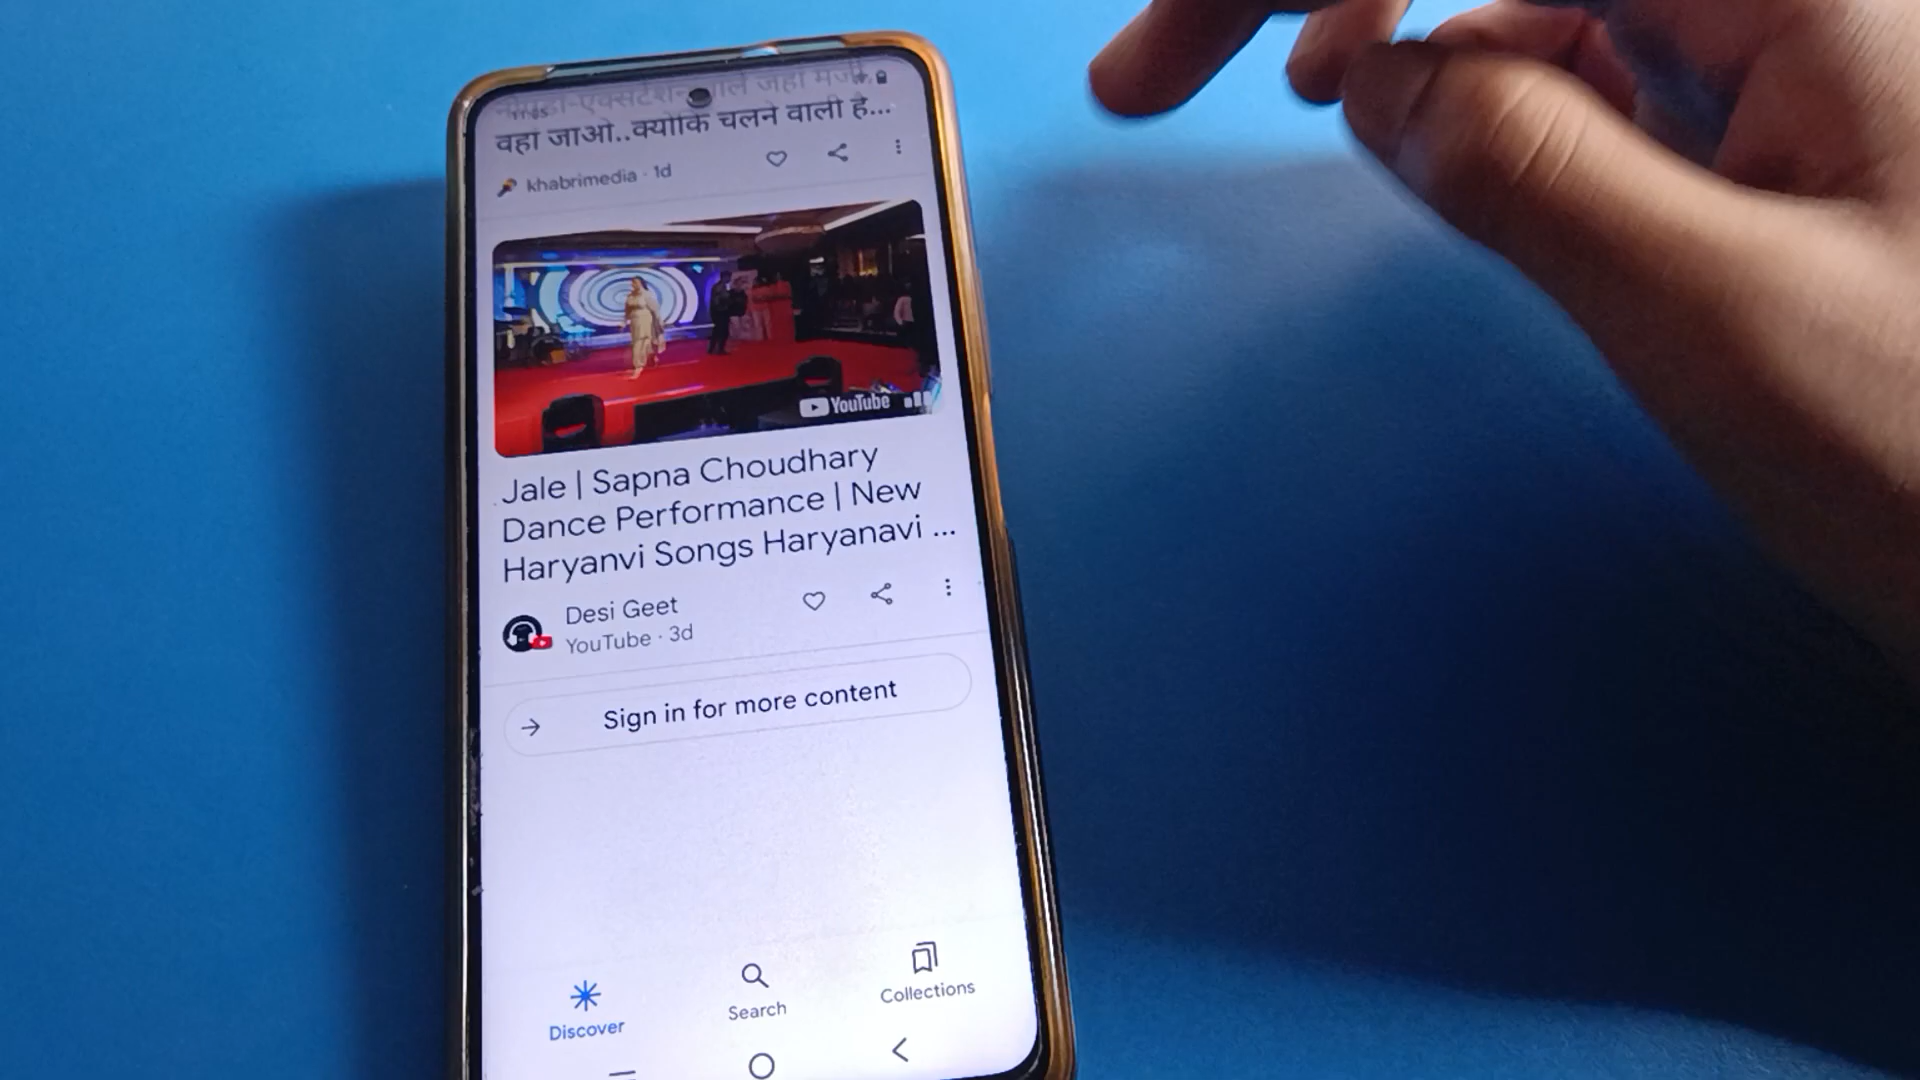 वहां जाओ..क्योंकि चलने वाली है...
khabrimedia · 1d
YouTube
Jale | Sapna Choudhary
Dance Performance | New
Haryanvi Songs Haryanavi ...
Desi Geet
YouTube · 3d
Sign in for more content
Discover
Search
Collections